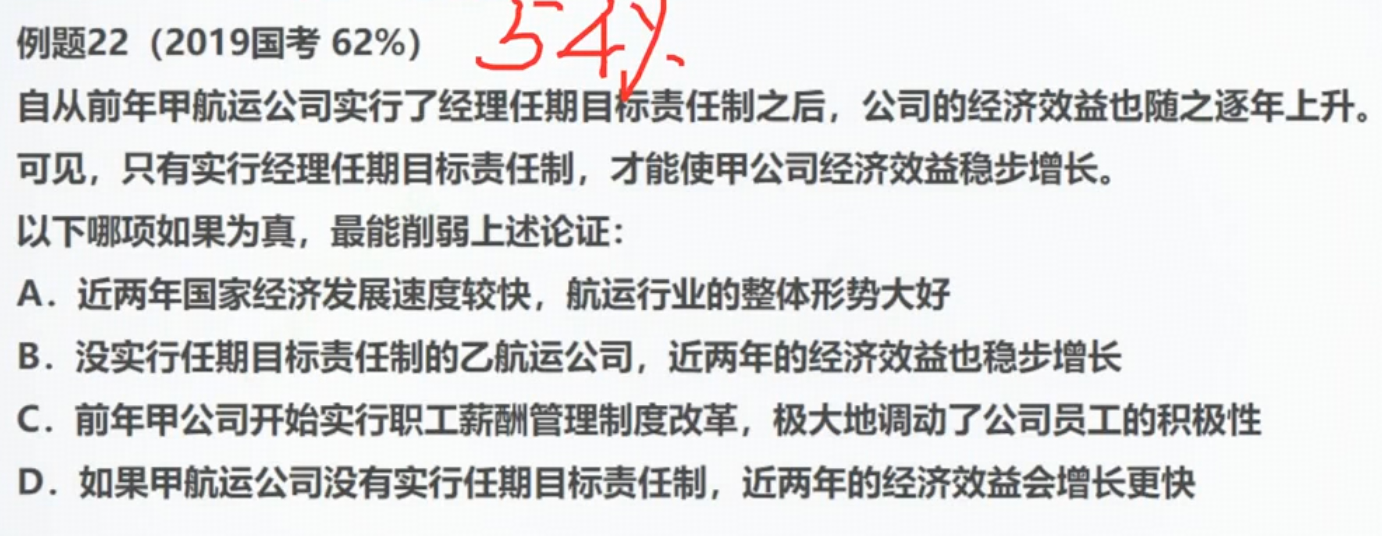 例题22（2019国考 62%） 54%
自从前年甲航运公司实行了经理任期目标责任制之后，公司的经济效益也随之逐年上升。
可见，只有实行经理任期目标责任制，才能使甲公司经济效益稳步增长。
以下哪项如果为真，最能削弱上述论证：
A．近两年国家经济发展速度较快，航运行业的整体形势大好
B．没实行任期目标责任制的乙航运公司，近两年的经济效益也稳步增长
C．前年甲公司开始实行职工薪酬管理制度改革，极大地调动了公司员工的积极性
D．如果甲航运公司没有实行任期目标责任制，近两年的经济效益会增长更快